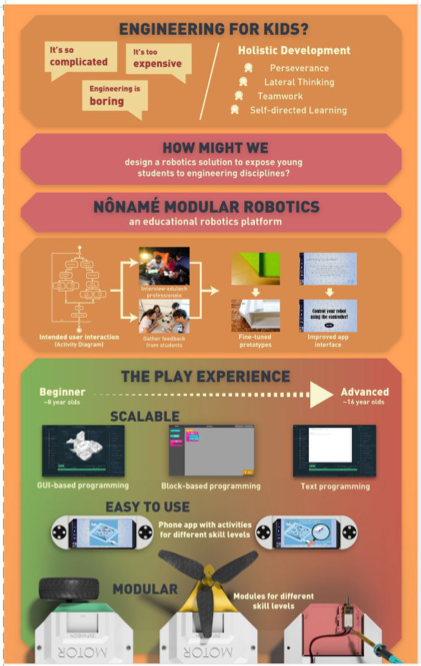 ENGINEERING FOR KIDS?
It's so
complicated
It's too
expensive
Engineering is
boring
Holistic Development
Perseverance
Lateral Thinking
Teamwork
Self-directed Learning
HOW MIGHT WE
design a robotics solution to expose young
students to engineering disciplines?
NÔNAMÉ MODULAR ROBOTICS
an educational robotics platform
Intended user interaction
(Activity Diagram)
Interview edutech
professionals
Gather feedback
from students
Fine-tuned
prototypes
Control your robot
using the controller!
Improved app
interface
THE PLAY EXPERIENCE
Beginner
~8 year olds
Advanced
~16 year olds
SCALABLE
GUI-based programming
Block-based programming
Text programming
EASY TO USE
Phone app with activities
for different skill levels
MODULAR
Modules for different
skill levels
MOTOR
MOTOR